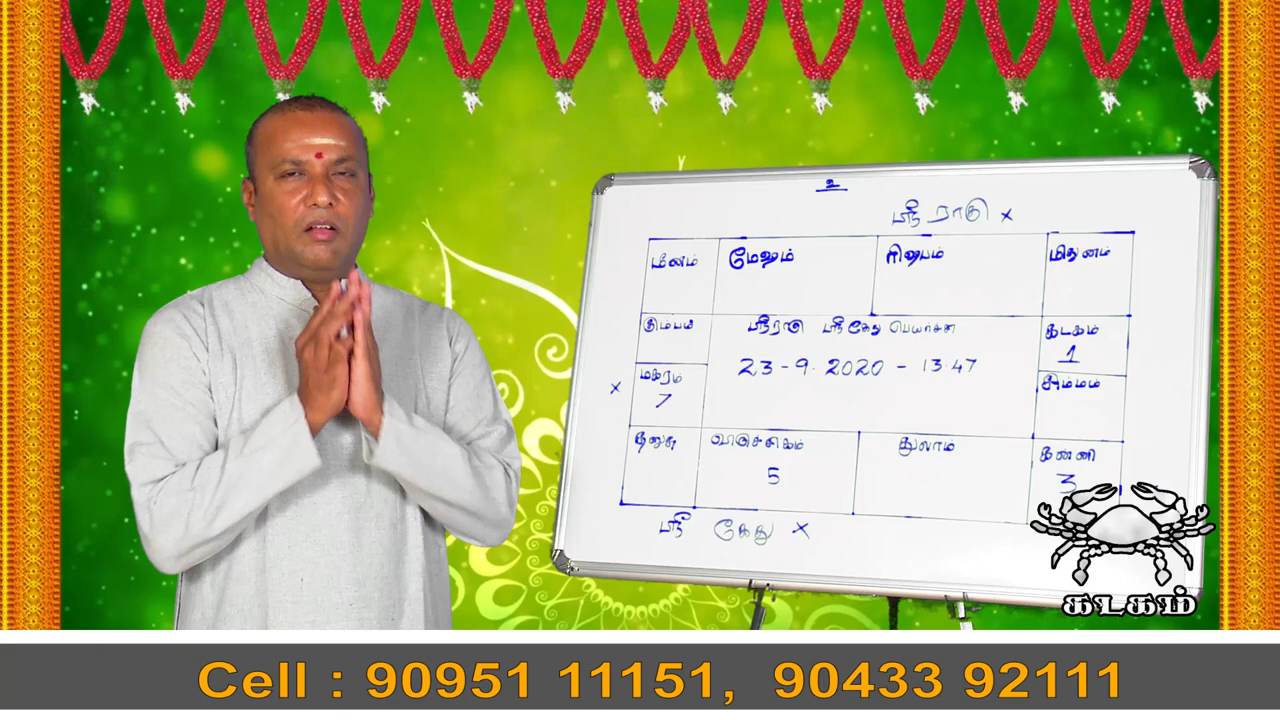 உ
ஸ்ரீ ராகு x
மீனம் மேஷம் ரிஷபம் மிதுனம்
கும்பம் ஸ்ரீ ராகு ஸ்ரீ கேது பெயர்ச்சி கடகம்
23-9-2020 - 13.47 1
x மகரம் சிம்மம்
7
தனுசு விருச்சிகம் துலாம் கன்னி
5 3
ஸ்ரீ கேது x
கடகம்
Cell : 90951 11151, 90433 92111